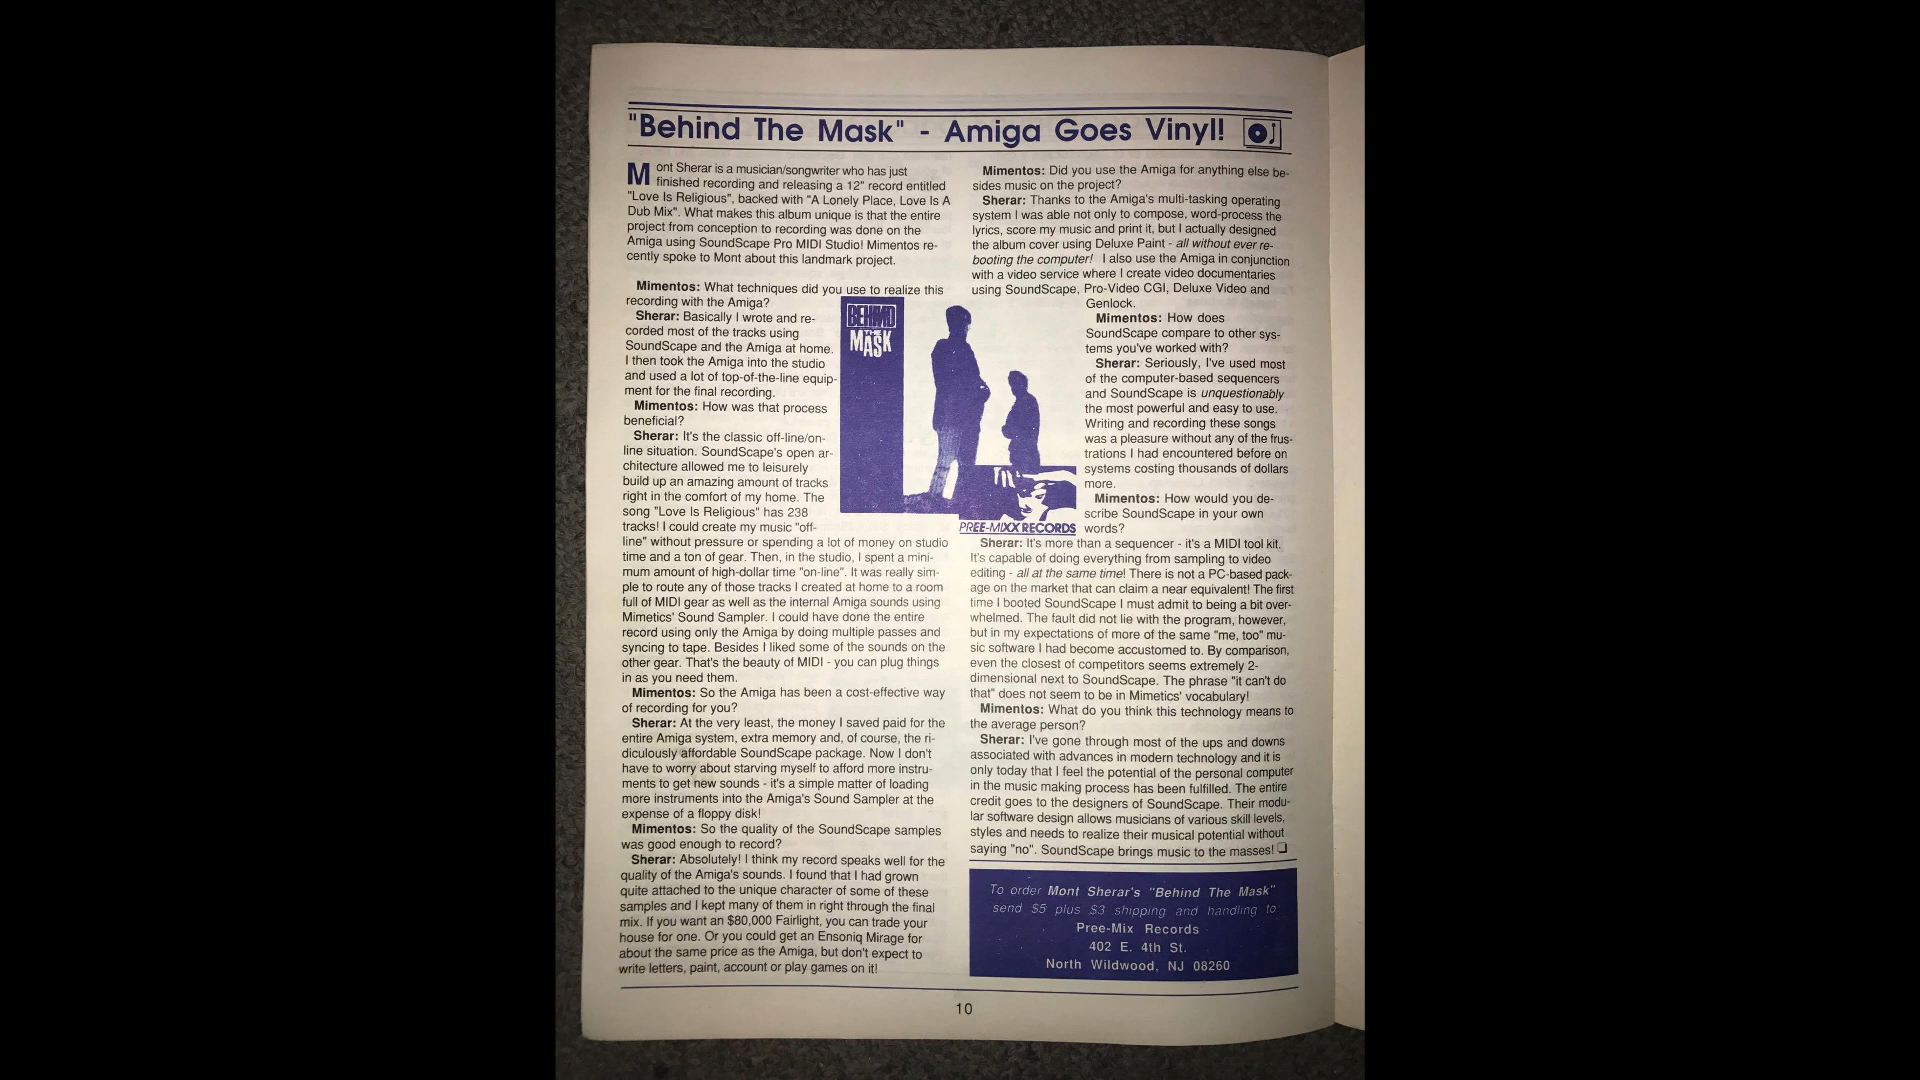 "Behind The Mask" - Amiga Goes Vinyl!
Mont Sherar is a musician/songwriter who has just
finished recording and releasing a 12" record entitled
"Love Is Religious", backed with "A Lonely Place, Love Is A
Dub Mix". What makes this album unique is that the entire
project from conception to recording was done on the
Amiga using SoundScape Pro MIDI Studio! Mimentos re-
cently spoke to Mont about this landmark project.
Mimentos: What techniques did you use to realize this
recording with the Amiga?
Sherar: Basically I wrote and re-
corded most of the tracks using
SoundScape and the Amiga at home.
I then took the Amiga into the studio
and used a lot of top-of-the-line equip-
ment for the final recording.
Mimentos: How was that process
beneficial?
Sherar: It's the classic off-line/on-
line situation. SoundScape's open ar-
chitecture allowed me to leisurely
build up an amazing amount of tracks
right in the comfort of my home. The
song "Love Is Religious" has 238
tracks! I could create my music "off-
line" without pressure or spending a lot of money on studio
time and a ton of gear. Then, in the studio, I spent a mini-
mum amount of high-dollar time "on-line". It was really sim-
ple to route any of those tracks I created at home to a room
full of MIDI gear as well as the internal Amiga sounds using
Mimetics' Sound Sampler. I could have done the entire
record using only the Amiga by doing multiple passes and
syncing to tape. Besides I liked some of the sounds on the
other gear. That's the beauty of MIDI - you can plug things
in as you need them.
Mimentos: So the Amiga has been a cost-effective way
of recording for you?
Sherar: At the very least, the money I saved paid for the
entire Amiga system, extra memory and, of course, the ri-
diculously affordable SoundScape package. Now I don't
have to worry about starving myself to afford more instru-
ments to get new sounds - it's a simple matter of loading
more instruments into the Amiga's Sound Sampler at the
expense of a floppy disk!
Mimentos: So the quality of the SoundScape samples
was good enough to record?
Sherar: Absolutely! I think my record speaks well for the
quality of the Amiga's sounds. I found that I had grown
quite attached to the unique character of some of these
samples and I kept many of them in right through the final
mix. If you want an $80,000 Fairlight, you can trade your
house for one. Or you could get an Ensoniq Mirage for
about the same price as the Amiga, but don't expect to
write letters, paint, account or play games on it!
BEHIND
THE
MASK
PREE-MIXX RECORDS
Mimentos: Did you use the Amiga for anything else be-
sides music on the project?
Sherar: Thanks to the Amiga's multi-tasking operating
system I was able not only to compose, word-process the
lyrics, score my music and print it, but I actually designed
the album cover using Deluxe Paint - all without ever re-
booting the computer! I also use the Amiga in conjunction
with a video service where I create video documentaries
using SoundScape, Pro-Video CGI, Deluxe Video and
Genlock.
Mimentos: How does
SoundScape compare to other sys-
tems you've worked with?
Sherar: Seriously, I've used most
of the computer-based sequencers
and SoundScape is unquestionably
the most powerful and easy to use.
Writing and recording these songs
was a pleasure without any of the frus-
trations I had encountered before on
systems costing thousands of dollars
more.
Mimentos: How would you de-
scribe SoundScape in your own
words?
Sherar: It's more than a sequencer - it's a MIDI tool kit.
It's capable of doing everything from sampling to video
editing - all at the same time! There is not a PC-based pack-
age on the market that can claim a near equivalent! The first
time I booted SoundScape I must admit to being a bit over-
whelmed. The fault did not lie with the program, however,
but in my expectations of more of the same "me, too" mu-
sic software I had become accustomed to. By comparison,
even the closest of competitors seems extremely 2-
dimensional next to SoundScape. The phrase "it can't do
that" does not seem to be in Mimetics' vocabulary!
Mimentos: What do you think this technology means to
the average person?
Sherar: I've gone through most of the ups and downs
associated with advances in modern technology and it is
only today that I feel the potential of the personal computer
in the music making process has been fulfilled. The entire
credit goes to the designers of SoundScape. Their modu-
lar software design allows musicians of various skill levels,
styles and needs to realize their musical potential without
saying "no". SoundScape brings music to the masses! ❏
To order Mont Sherar's "Behind The Mask"
send $5 plus $3 shipping and handling to:
Pree-Mix Records
402 E. 4th St.
North Wildwood, NJ 08260
10